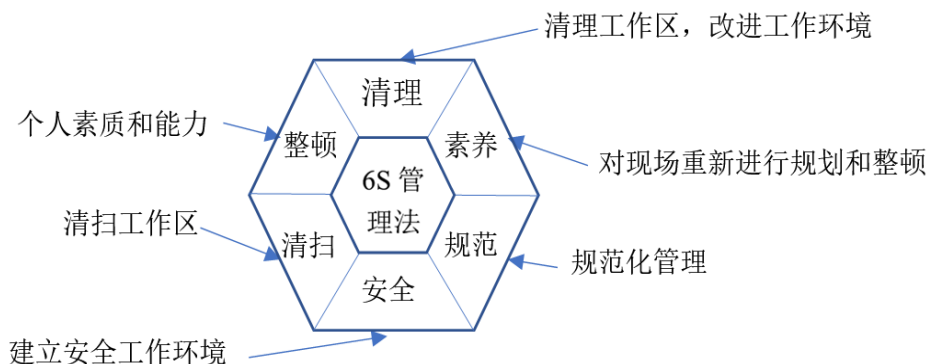 清理工作区，改进工作环境
清理
个人素质和能力
整顿
素养
对现场重新进行规划和整顿
6S 管
理法
清扫工作区
清扫
规范
规范化管理
安全
建立安全工作环境